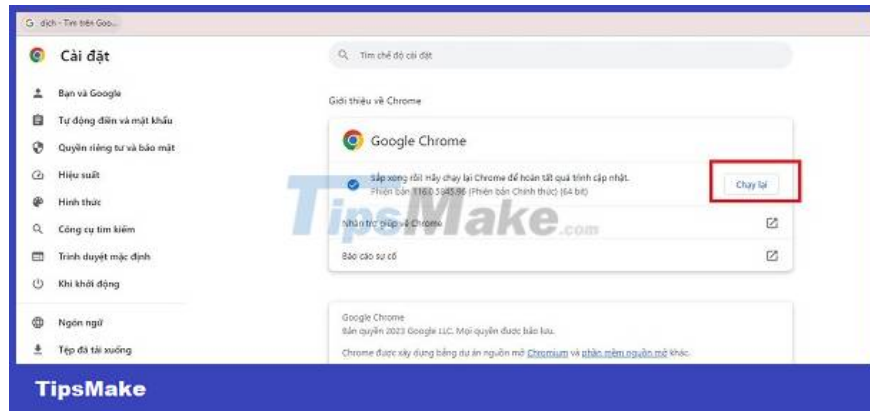 dịch - Tìm trên Goo...
Cài đặt
Tìm chế độ cài đặt
Bạn và Google
Tự động điền và mật khẩu
Quyền riêng tư và bảo mật
Hiệu suất
Hình thức
Công cụ tìm kiếm
Trình duyệt mặc định
Khi khởi động
Ngôn ngữ
Tệp đã tải xuống
Giới thiệu về Chrome
Google Chrome
Sắp xong rồi! Hãy chạy lại Chrome để hoàn tất quá trình cập nhật.
Phiên bản 116.0.5845.96 (Phiên bản Chính thức) (64 bit)
Chạy lại
Nhận trợ giúp về Chrome
Báo cáo sự cố
Google Chrome
Bản quyền 2023 Google LLC. Mọi quyền được bảo lưu.
Chrome được xây dựng bằng dự án nguồn mở Chromium và phần mềm nguồn mở khác.
TipsMake.com
TipsMake